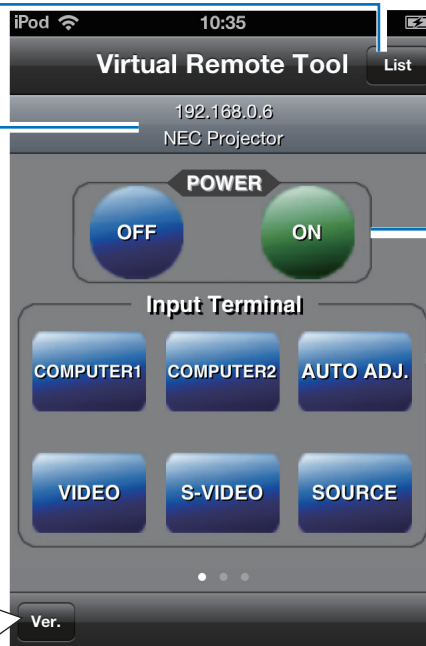 iPod 10:35
Virtual Remote Tool List
192.168.0.6
NEC Projector
POWER
OFF ON
Input Terminal
COMPUTER1 COMPUTER2 AUTO ADJ.
VIDEO S-VIDEO SOURCE
Ver.